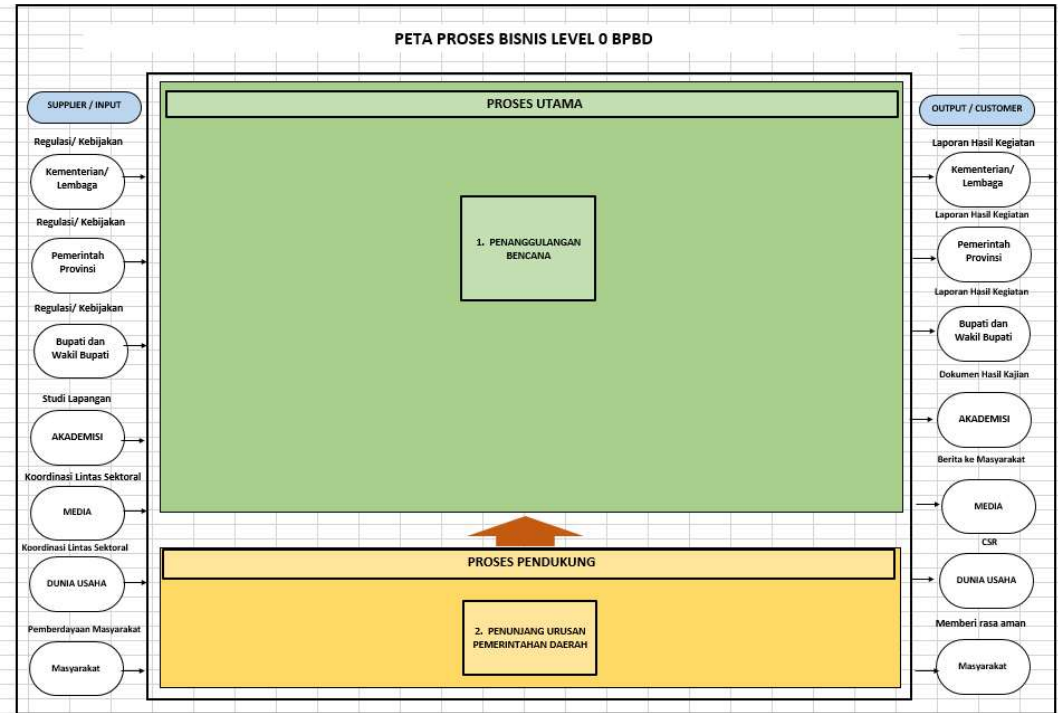 PETA PROSES BISNIS LEVEL 0 BPBD
SUPPLIER / INPUT
Regulasi/ Kebijakan
Kementerian/
Lembaga
Regulasi/ Kebijakan
Pemerintah
Provinsi
Regulasi/ Kebijakan
Bupati dan
Wakil Bupati
Studi Lapangan
AKADEMISI
Koordinasi Lintas Sektoral
MEDIA
Koordinasi Lintas Sektoral
DUNIA USAHA
Pemberdayaan Masyarakat
Masyarakat
PROSES UTAMA
1. PENANGGULANGAN
BENCANA
PROSES PENDUKUNG
2. PENUNJANG URUSAN
PEMERINTAHAN DAERAH
OUTPUT / CUSTOMER
Laporan Hasil Kegiatan
Kementerian/
Lembaga
Laporan Hasil Kegiatan
Pemerintah
Provinsi
Laporan Hasil Kegiatan
Bupati dan
Wakil Bupati
Dokumen Hasil Kajian
AKADEMISI
Berita ke Masyarakat
MEDIA
CSR
DUNIA USAHA
Memberi rasa aman
Masyarakat